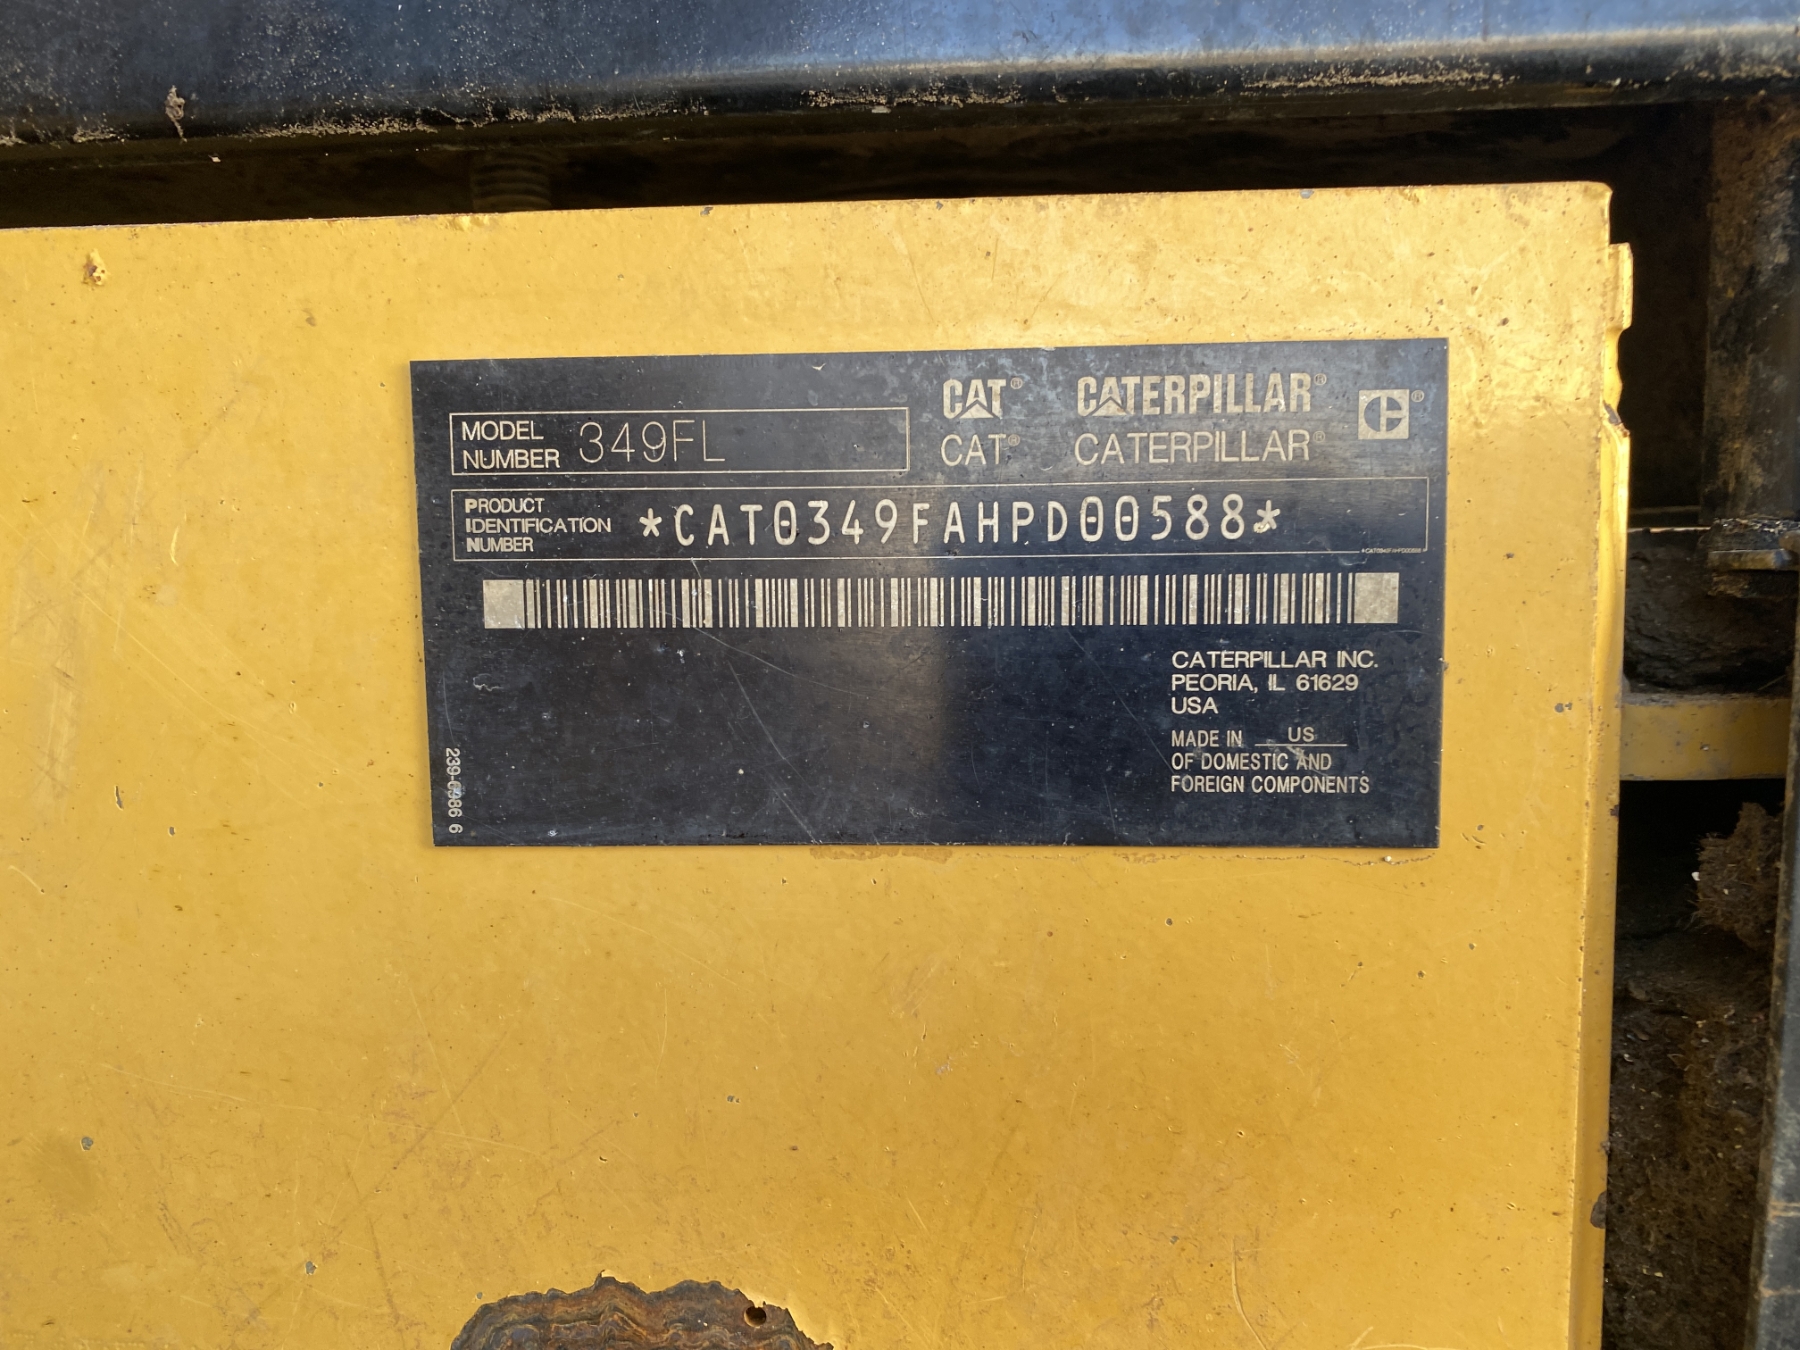 CAT® CATERPILLAR®
MODEL NUMBER 349FL
CAT® CATERPILLAR®
PRODUCT IDENTIFICATION NUMBER *CAT0349FAHPD00588*
*CAT0349FAHPD00588*
CATERPILLAR INC.
PEORIA, IL 61629
USA
MADE IN US
OF DOMESTIC AND
FOREIGN COMPONENTS